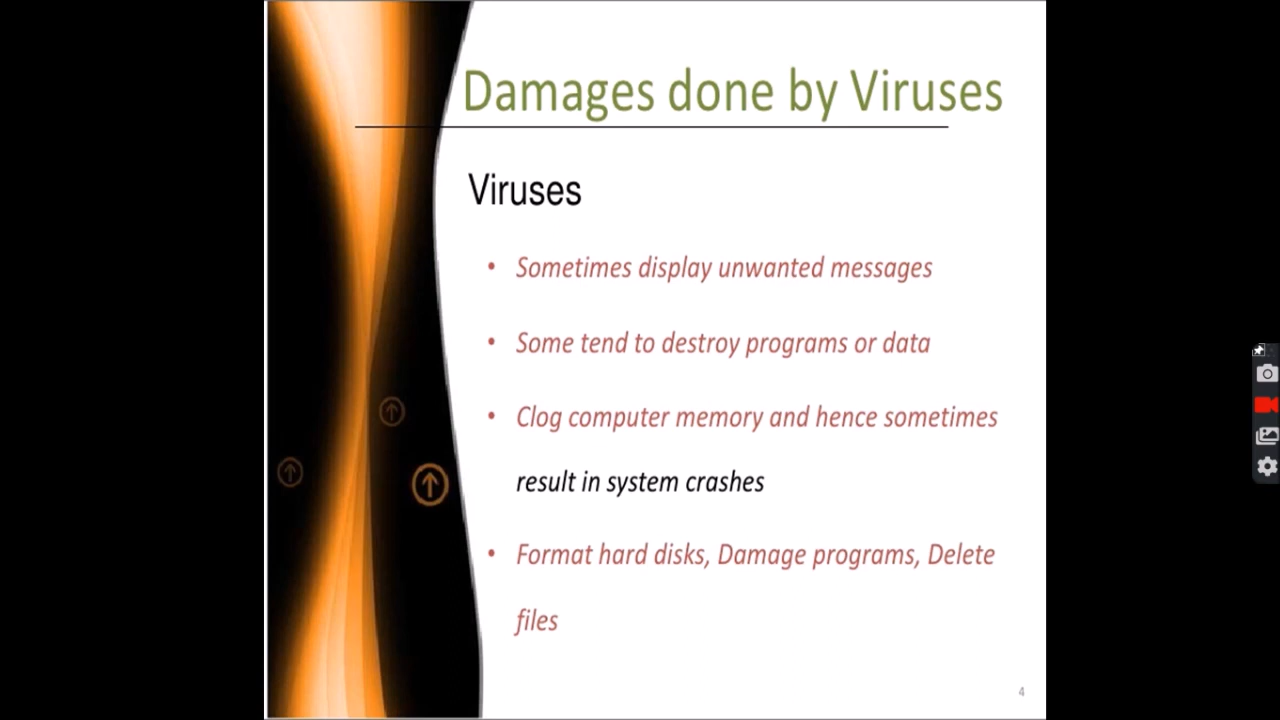 Damages done by Viruses
Viruses
• Sometimes display unwanted messages
• Some tend to destroy programs or data
• Clog computer memory and hence sometimes
result in system crashes
• Format hard disks, Damage programs, Delete
files
4